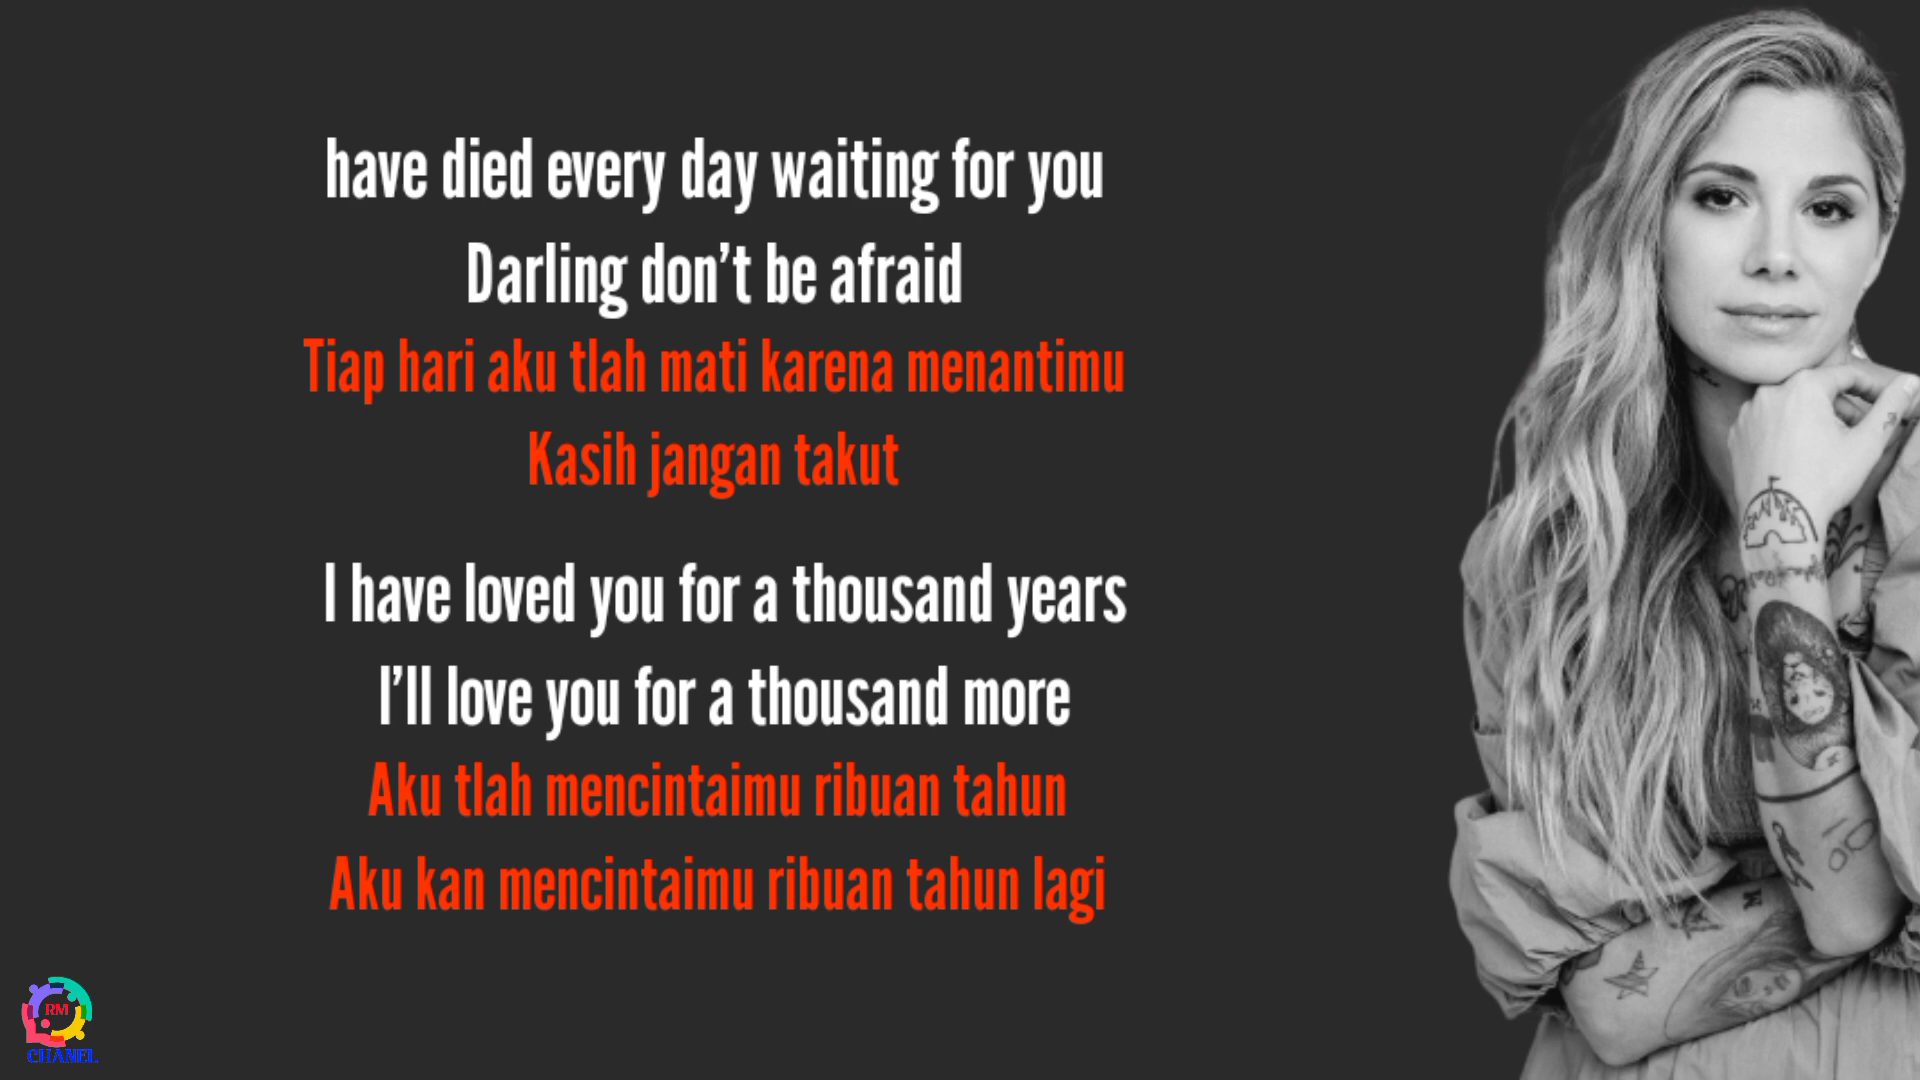 have died every day waiting for you
Darling don’t be afraid
Tiap hari aku tlah mati karena menantimu
Kasih jangan takut
I have loved you for a thousand years
I’ll love you for a thousand more
Aku tlah mencintaimu ribuan tahun
Aku kan mencintaimu ribuan tahun lagi
RM
CHANEL